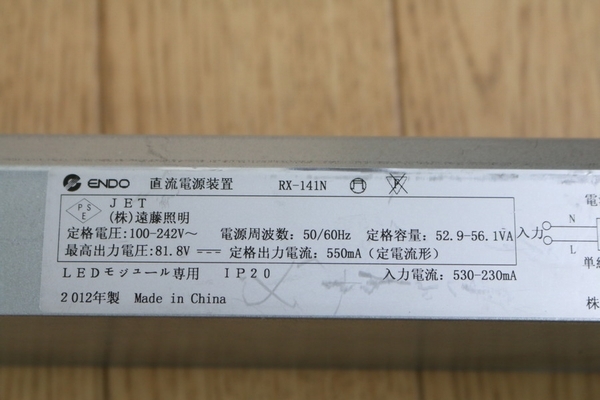 ENDO 直流電源装置 RX-141N
PSE
JET
(株)遠藤照明
定格電圧:100-242V~ 電源周波数: 50/60Hz 定格容量: 52.9-56.1VA
最高出力電圧:81.8V 定格出力電流: 550mA (定電流形)
LEDモジュール専用 IP20 入力電流: 530-230mA
2012年製 Made in China
入力
N
L
電
単
株